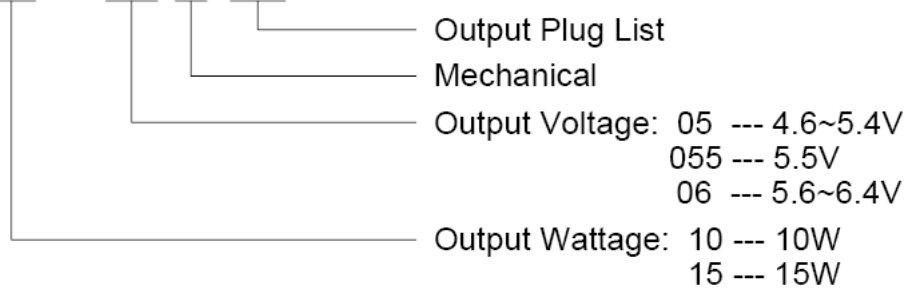 Output Plug List
Mechanical
Output Voltage: 05 --- 4.6~5.4V
055 --- 5.5V
06 --- 5.6~6.4V
Output Wattage: 10 --- 10W
15 --- 15W